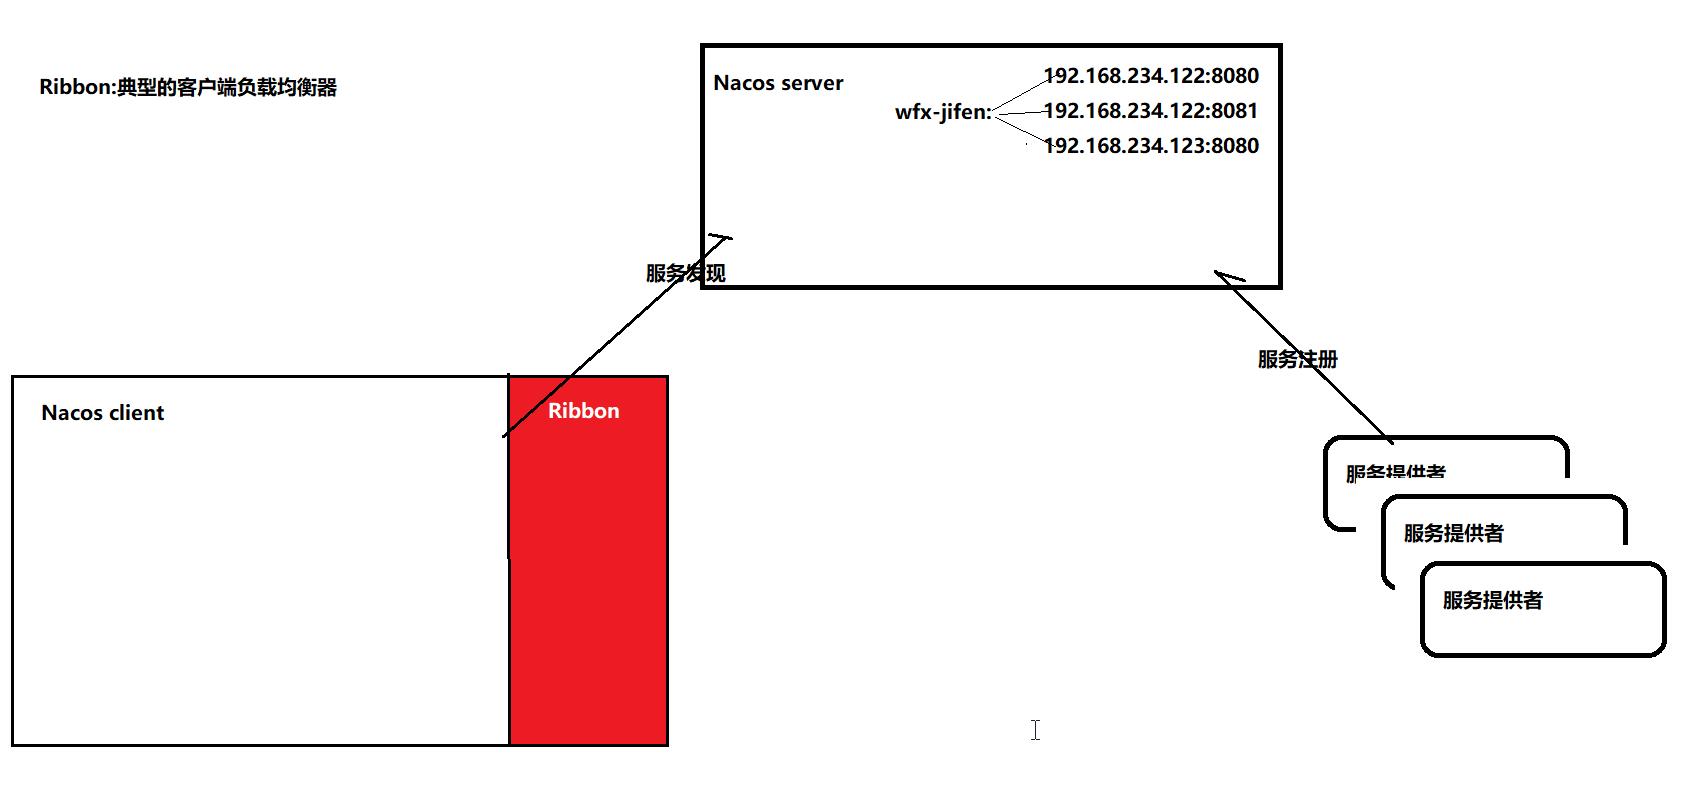 Ribbon:典型的客户端负载均衡器
Nacos server
wfx-jifen:
192.168.234.122:8080
192.168.234.122:8081
192.168.234.123:8080
服务发现
服务注册
Nacos client
Ribbon
服务提供者
服务提供者
服务提供者